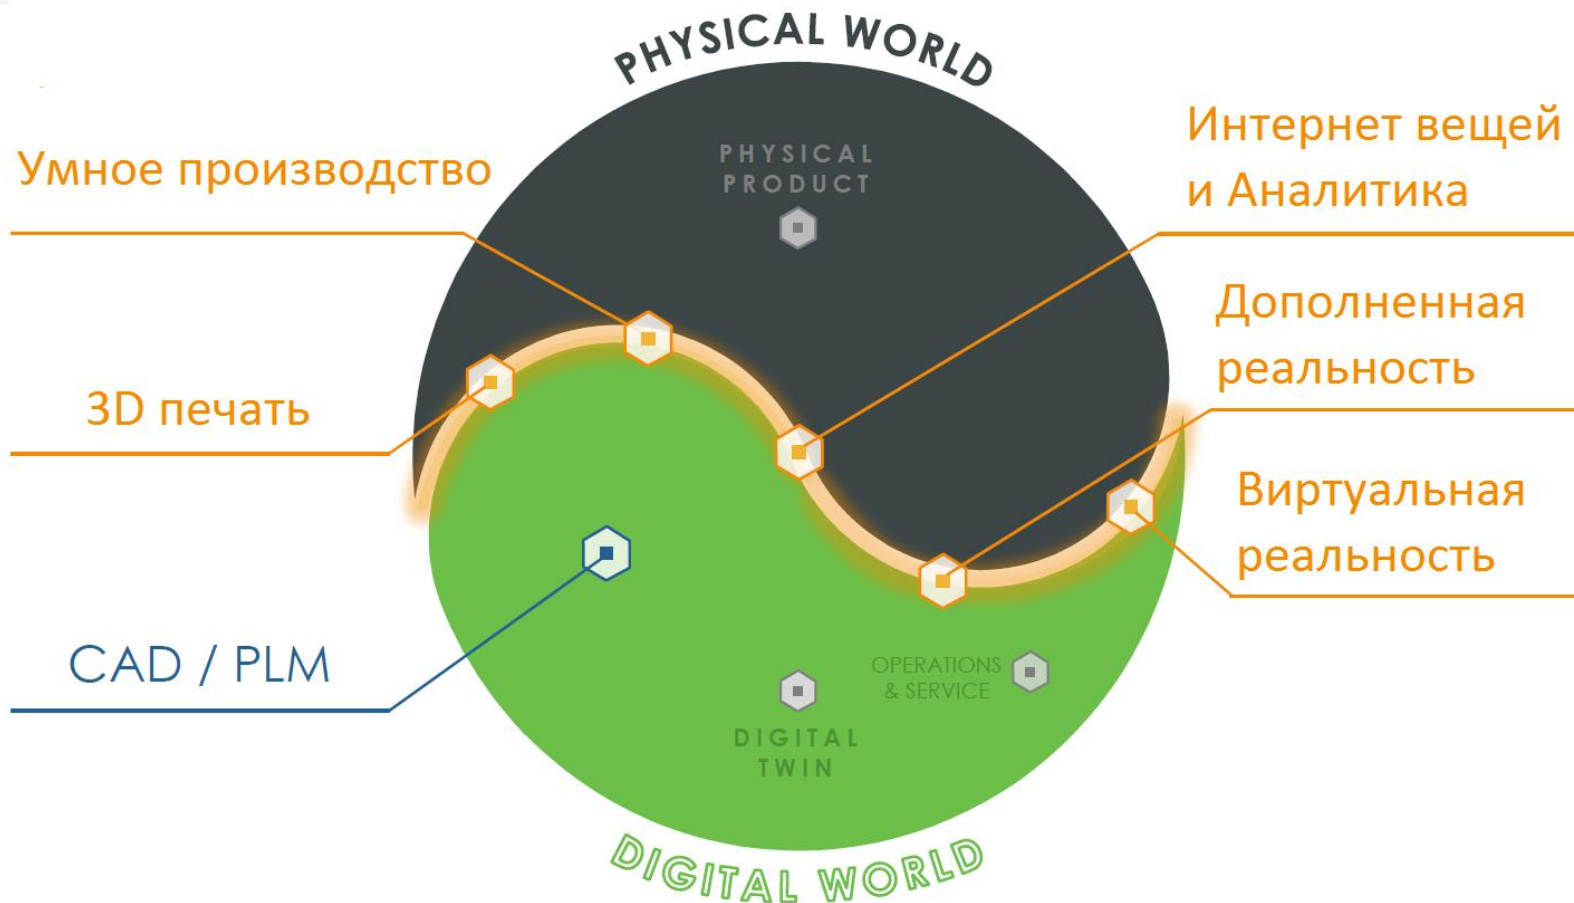 PHYSICAL WORLD
PHYSICAL
PRODUCT
Умное производство
3D печать
CAD / PLM
Интернет вещей
и Аналитика
Дополненная
реальность
Виртуальная
реальность
OPERATIONS
& SERVICE
DIGITAL
TWIN
DIGITAL WORLD